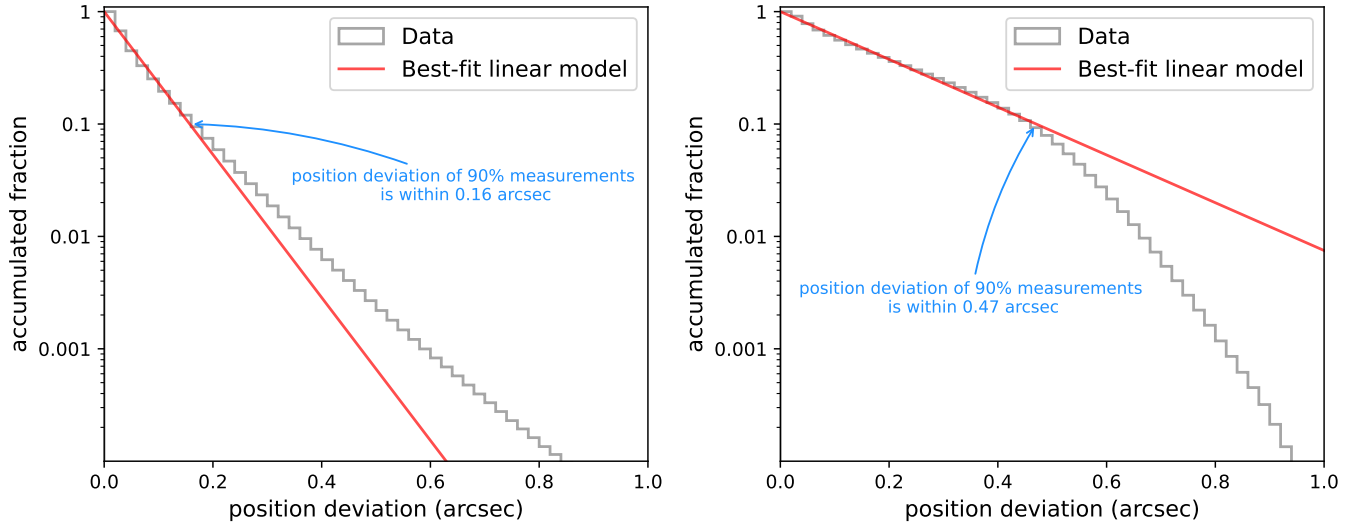 1
0.1
0.01
0.001
accumulated fraction
Data
Best-fit linear model
position deviation of 90% measurements
is within 0.16 arcsec
0.0
0.2
0.4
0.6
0.8
1.0
position deviation (arcsec)
1
0.1
0.01
0.001
accumulated fraction
Data
Best-fit linear model
position deviation of 90% measurements
is within 0.47 arcsec
0.0
0.2
0.4
0.6
0.8
1.0
position deviation (arcsec)